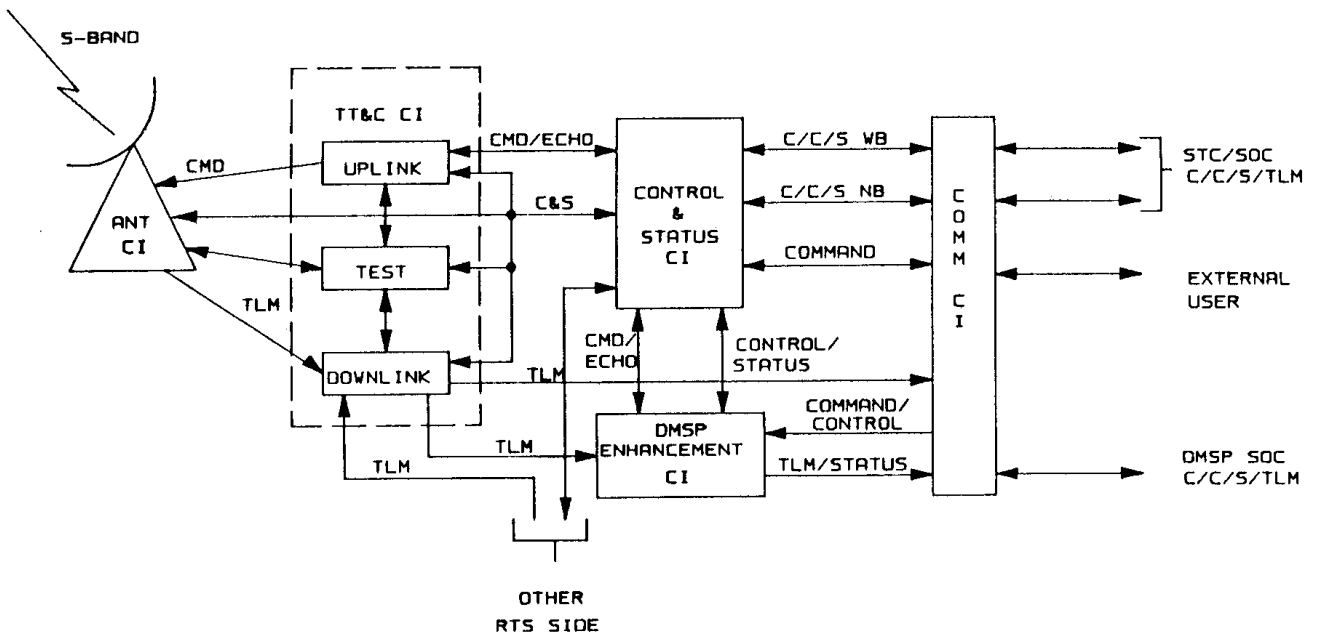 S-BAND
TT&C CI
CMD
UPLINK
CMD/ECHO
C/C/S WB
STC/SOC
C/C/S/TLM
ANT
CI
C&S
CONTROL
&
STATUS
CI
C/C/S NB
COMM CI
TEST
COMMAND
EXTERNAL
USER
TLM
DOWNLINK
TLM
CMD/
ECHO
CONTROL/
STATUS
COMMAND/
CONTROL
TLM
TLM
DMSP
ENHANCEMENT
CI
TLM/STATUS
DMSP SOC
C/C/S/TLM
OTHER
RTS SIDE